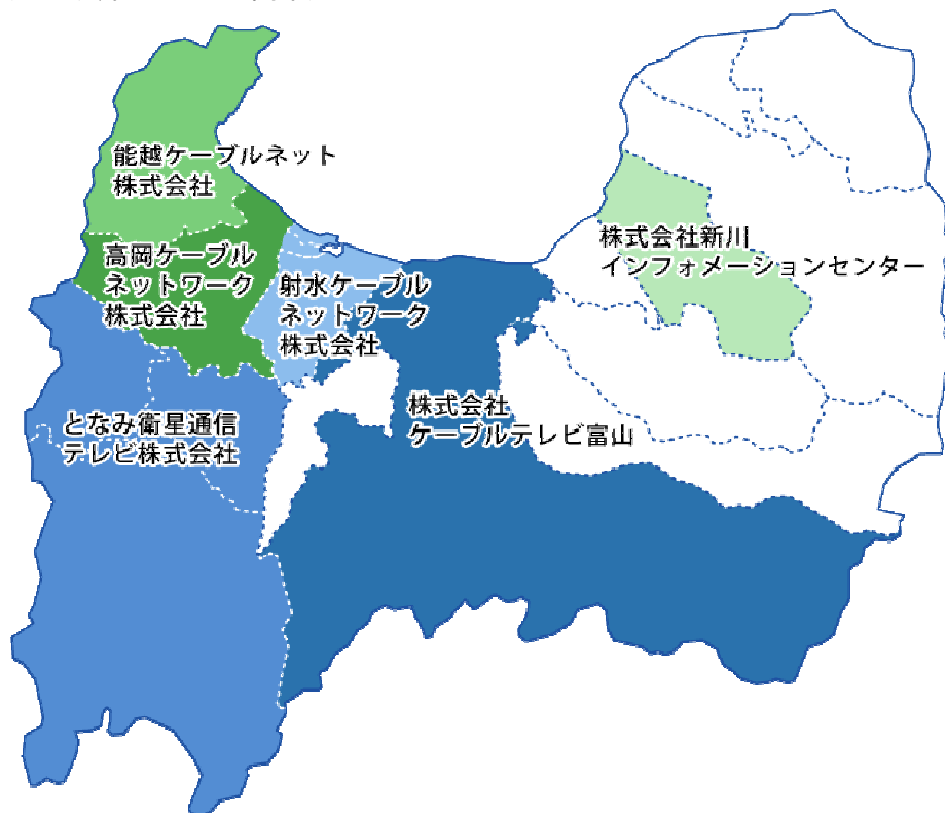 能越ケーブルネット
株式会社
高岡ケーブル
ネットワーク
株式会社
射水ケーブル
ネットワーク
株式会社
株式会社新川
インフォメーションセンター
となみ衛星通信
テレビ株式会社
株式会社
ケーブルテレビ富山